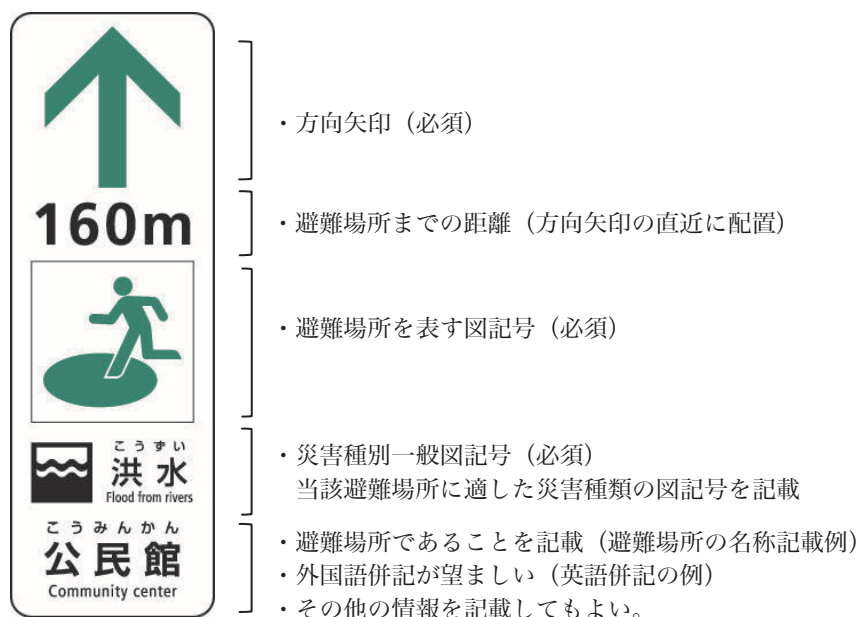 ・方向矢印（必須）
160m
・避難場所までの距離（方向矢印の直近に配置）
・避難場所を表す図記号（必須）
こうずい
洪水
Flood from rivers
・災害種別一般図記号（必須）
当該避難場所に適した災害種類の図記号を記載
こうみんかん
公民館
Community center
・避難場所であることを記載（避難場所の名称記載例）
・外国語併記が望ましい（英語併記の例）
・その他の情報を記載してもよい。